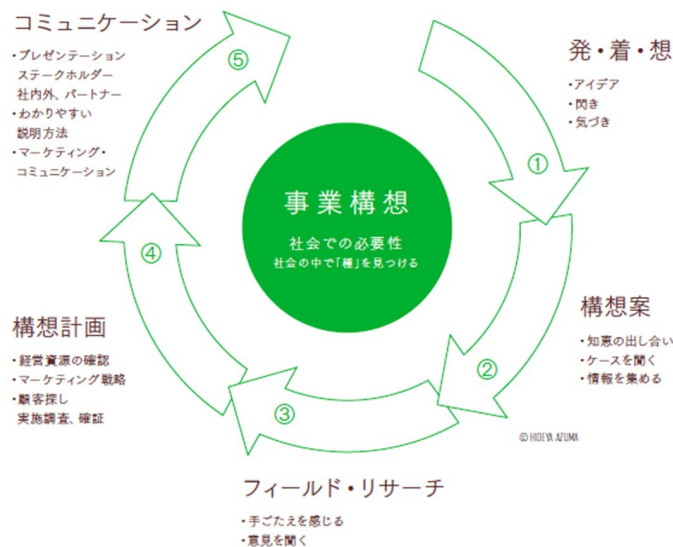 事業構想
社会での必要性
社会の中で「種」を見つける
発・着・想
・アイデア
・閃き
・気づき
①
構想案
・知恵の出し合い
・ケースを聞く
・情報を集める
②
© HIDEYA AZUMA
フィールド・リサーチ
・手ごたえを感じる
・意見を聞く
③
構想計画
・経営資源の確認
・マーケティング戦略
・顧客探し
実施調査、確証
④
コミュニケーション
・プレゼンテーション
ステークホルダー
社内外、パートナー
・わかりやすい
説明方法
・マーケティング・
コミュニケーション
⑤